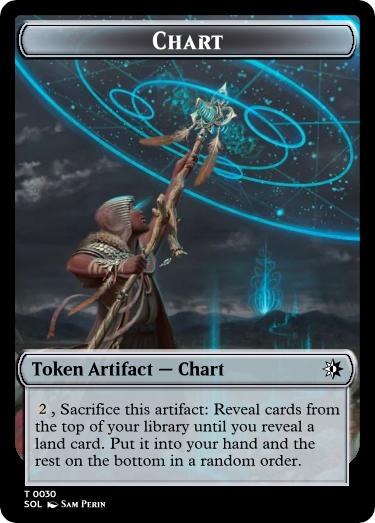 Chart
Token Artifact — Chart
2 , Sacrifice this artifact: Reveal cards from
the top of your library until you reveal a
land card. Put it into your hand and the
rest on the bottom in a random order.
T 0030
SOL Sam Perin